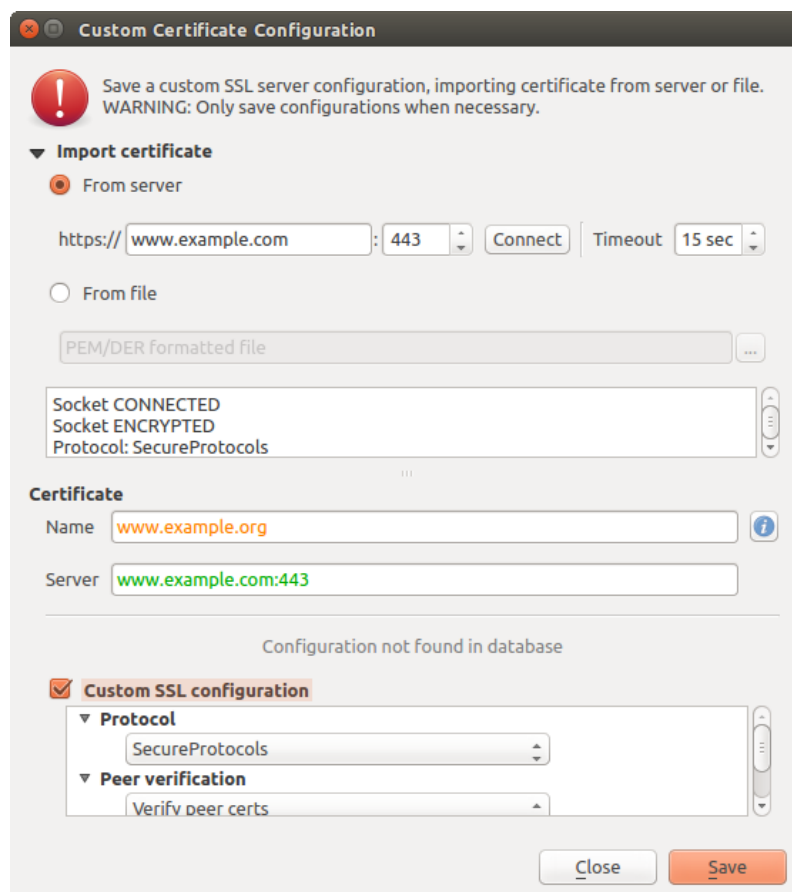 Custom Certificate Configuration
Save a custom SSL server configuration, importing certificate from server or file.
WARNING: Only save configurations when necessary.
Import certificate
From server
https:// www.example.com : 443 Connect Timeout 15 sec
From file
PEM/DER formatted file ...
Socket CONNECTED
Socket ENCRYPTED
Protocol: SecureProtocols
Certificate
Name www.example.org
Server www.example.com:443
Configuration not found in database
Custom SSL configuration
Protocol
SecureProtocols
Peer verification
Verify peer certs
Close Save